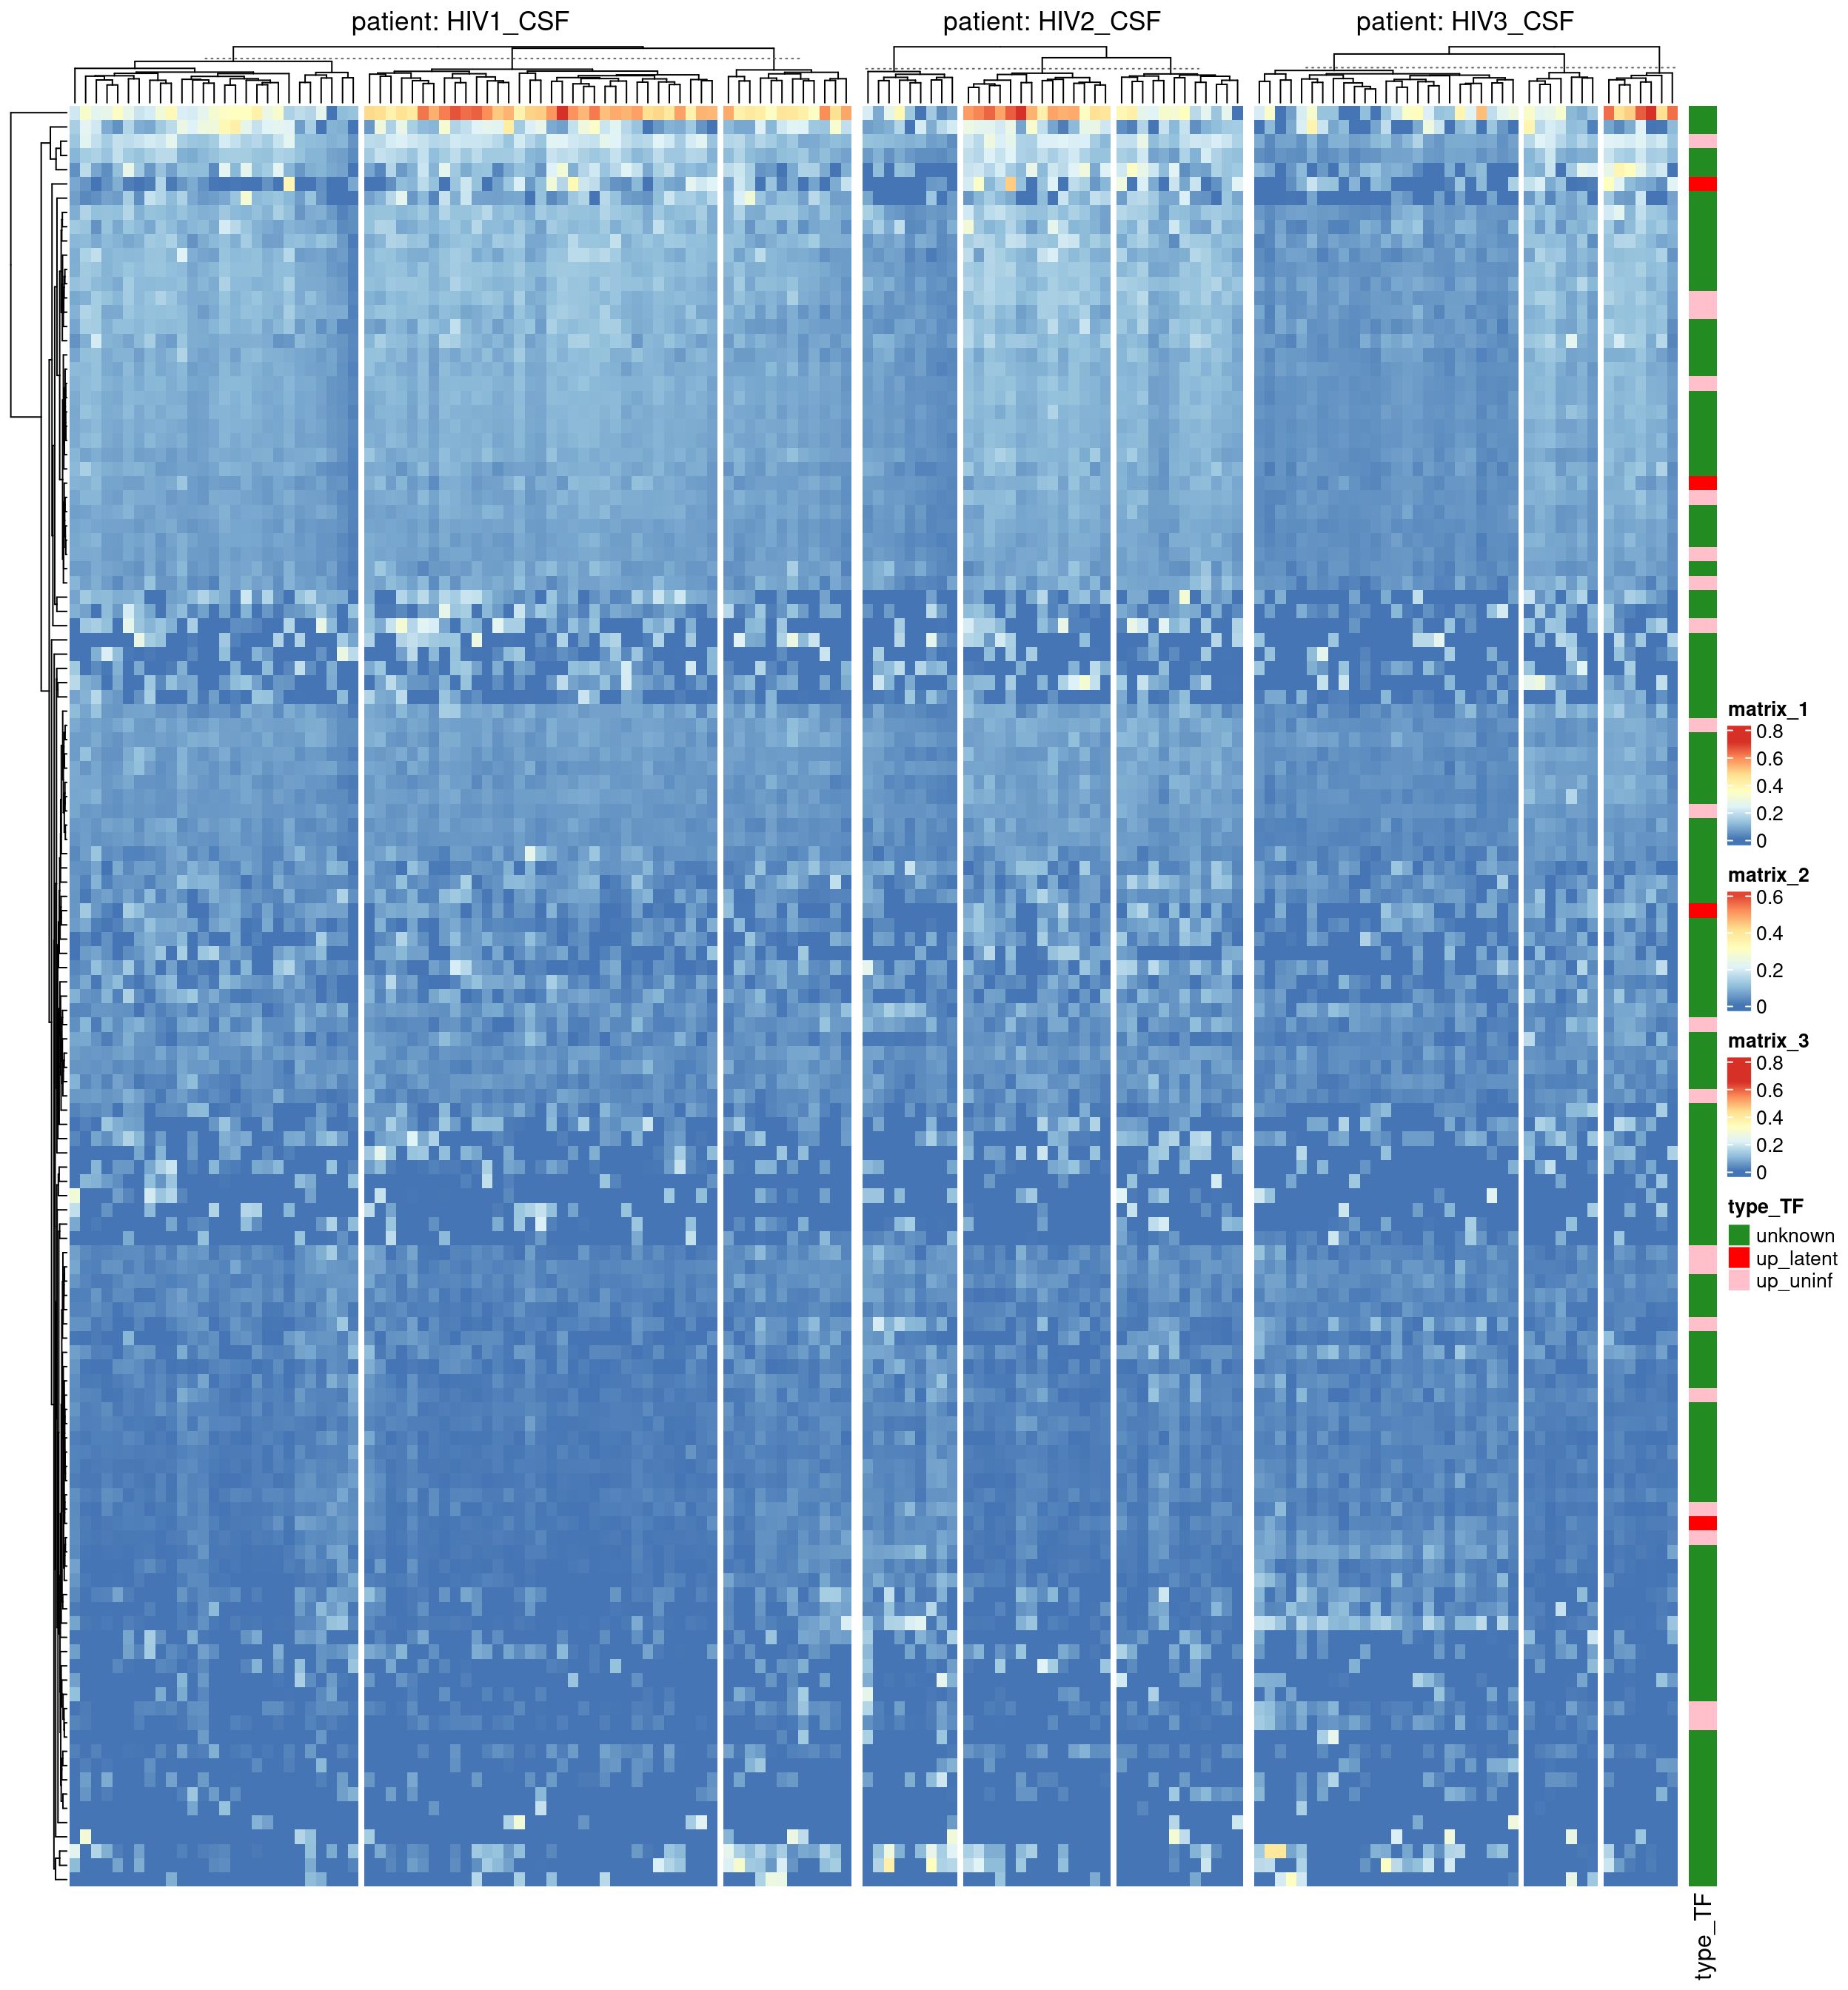 patient: HIV1_CSF
patient: HIV2_CSF
patient: HIV3_CSF
matrix_1
0.8
0.6
0.4
0.2
0
matrix_2
0.6
0.4
0.2
0
matrix_3
0.8
0.6
0.4
0.2
0
type_TF
unknown
up_latent
up_uninf
type_TF